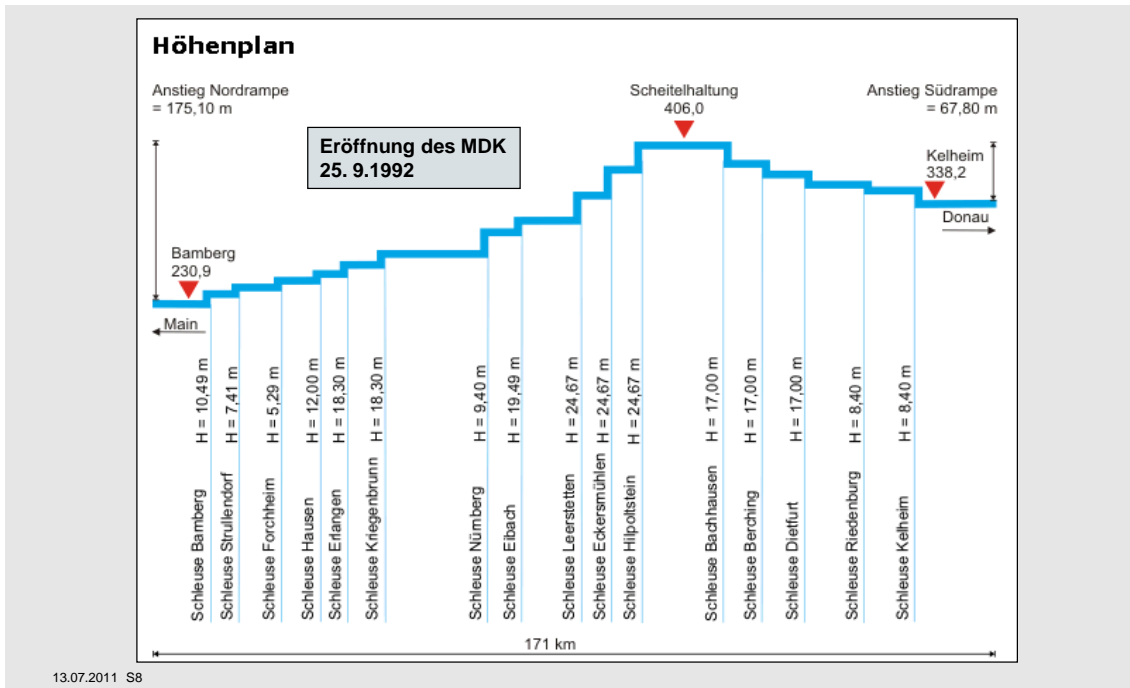 Höhenplan
Anstieg Nordrampe
= 175,10 m
Scheitelhaltung
406,0
Anstieg Südrampe
= 67,80 m
Eröffnung des MDK
25. 9.1992
Kelheim
338,2
Donau
Bamberg
230,9
Main
Schleuse Bamberg H = 10,49 m
Schleuse Strullendorf H = 7,41 m
Schleuse Forchheim H = 5,29 m
Schleuse Hausen H = 12,00 m
Schleuse Erlangen H = 18,30 m
Schleuse Kriegenbrunn H = 18,30 m
Schleuse Nürnberg H = 9,40 m
Schleuse Eibach H = 19,49 m
Schleuse Leerstetten H = 24,67 m
Schleuse Eckersmühlen H = 24,67 m
Schleuse Hilpoltstein H = 24,67 m
Schleuse Bachhausen H = 17,00 m
Schleuse Berching H = 17,00 m
Schleuse Dietfurt H = 17,00 m
Schleuse Riedenburg H = 8,40 m
Schleuse Kelheim H = 8,40 m
171 km
13.07.2011 S8